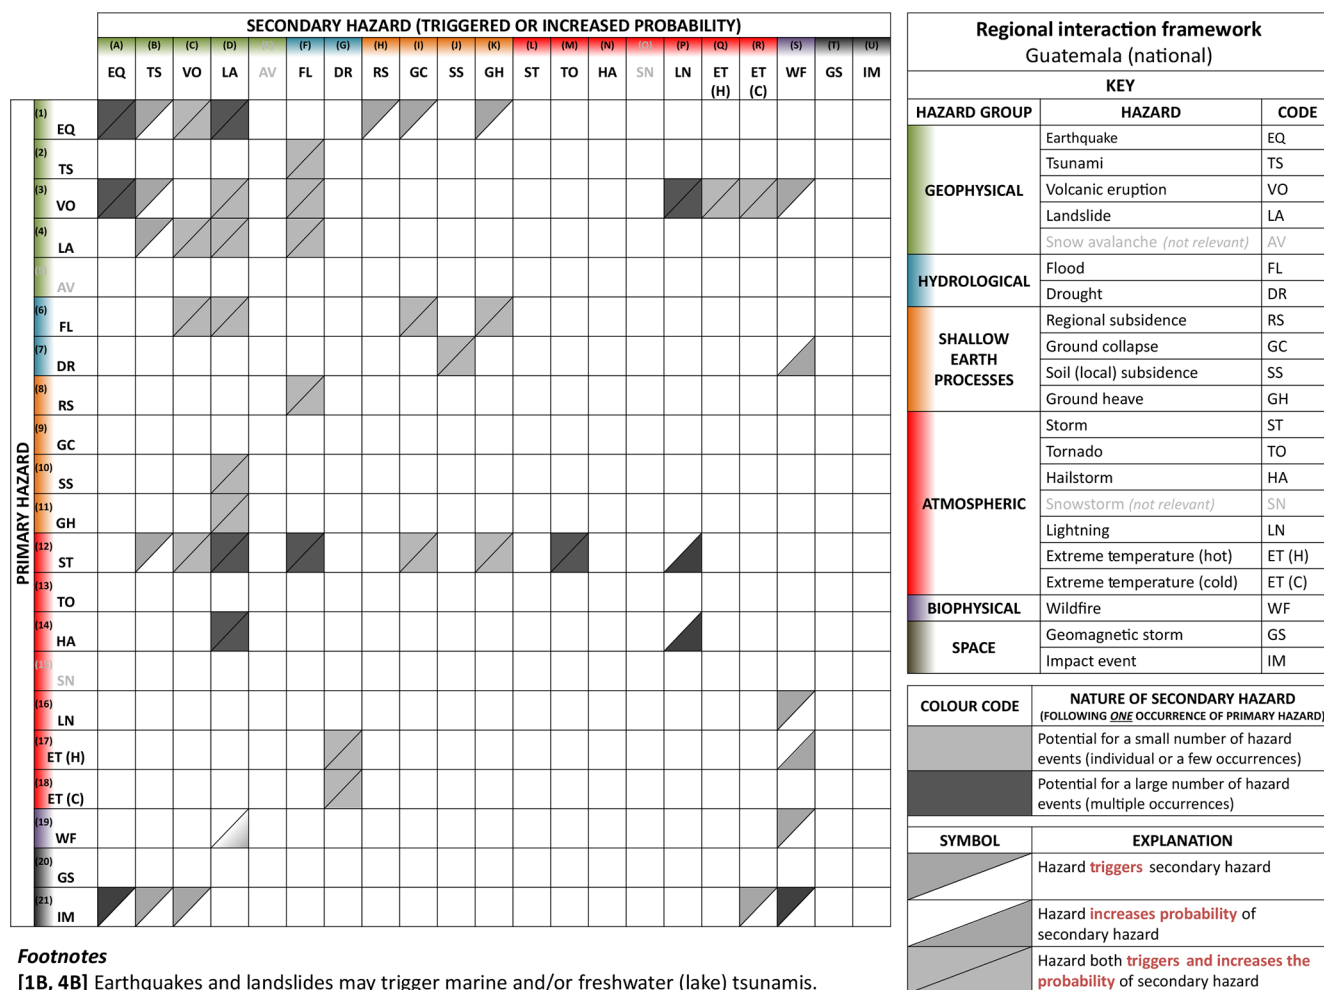 SECONDARY HAZARD (TRIGGERED OR INCREASED PROBABILITY)
(A) (B) (C) (D) (F) (G) (H) (I) (J) (K) (L) (M) (N) (O) (P) (Q) (R) (S) (T) (U)
EQ TS VO LA AV FL DR RS GC SS GH ST TO HA SN LN ET (H) ET (C) WF GS IM
PRIMARY HAZARD
(1) EQ
(2) TS
(3) VO
(4) LA
AV
(6) FL
(7) DR
(8) RS
(9) GC
(10) SS
(11) GH
(12) ST
(13) TO
(14) HA
(15) SN
(16) LN
(17) ET (H)
(18) ET (C)
(19) WF
(20) GS
(21) IM
Footnotes
[1B, 4B] Earthquakes and landslides may trigger marine and/or freshwater (lake) tsunamis.
Regional interaction framework
Guatemala (national)
KEY
HAZARD GROUP HAZARD CODE
GEOPHYSICAL
Earthquake EQ
Tsunami TS
Volcanic eruption VO
Landslide LA
Snow avalanche (not relevant) AV
HYDROLOGICAL
Flood FL
Drought DR
SHALLOW
EARTH
PROCESSES
Regional subsidence RS
Ground collapse GC
Soil (local) subsidence SS
Ground heave GH
ATMOSPHERIC
Storm ST
Tornado TO
Hailstorm HA
Snowstorm (not relevant) SN
Lightning LN
Extreme temperature (hot) ET (H)
Extreme temperature (cold) ET (C)
BIOPHYSICAL Wildfire WF
SPACE
Geomagnetic storm GS
Impact event IM
COLOUR CODE
NATURE OF SECONDARY HAZARD
(FOLLOWING ONE OCCURRENCE OF PRIMARY HAZARD)
Potential for a small number of hazard
events (individual or a few occurrences)
Potential for a large number of hazard
events (multiple occurrences)
SYMBOL EXPLANATION
Hazard triggers secondary hazard
Hazard increases probability of
secondary hazard
Hazard both triggers and increases the
probability of secondary hazard